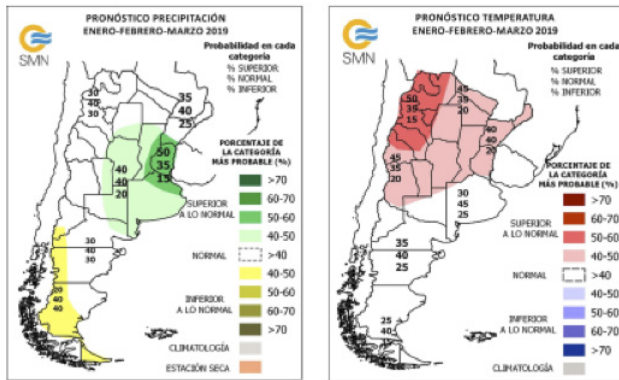 PRONÓSTICO PRECIPITACIÓN
ENERO-FEBRERO-MARZO 2019
SMN
Probabilidad en cada
categoría
% SUPERIOR
% NORMAL
% INFERIOR
30
40
30
35
40
25
50
35
15
40
40
20
30
40
30
20
40
40
PORCENTAJE DE
LA CATEGORÍA
MÁS PROBABLE (%)
>70
60-70
SUPERIOR
A LO NORMAL
50-60
40-50
NORMAL
>40
40-50
INFERIOR
A LO NORMAL
50-60
60-70
>70
CLIMATOLOGÍA
ESTACIÓN SECA
PRONÓSTICO TEMPERATURA
ENERO-FEBRERO-MARZO 2019
SMN
Probabilidad en cada
categoría
% SUPERIOR
% NORMAL
% INFERIOR
50
35
15
45
35
20
40
40
20
45
35
20
30
45
25
35
40
25
25
40
PORCENTAJE DE
LA CATEGORÍA
MÁS PROBABLE (%)
>70
60-70
SUPERIOR
A LO NORMAL
50-60
40-50
NORMAL
>40
40-50
INFERIOR
A LO NORMAL
50-60
60-70
>70
CLIMATOLOGÍA